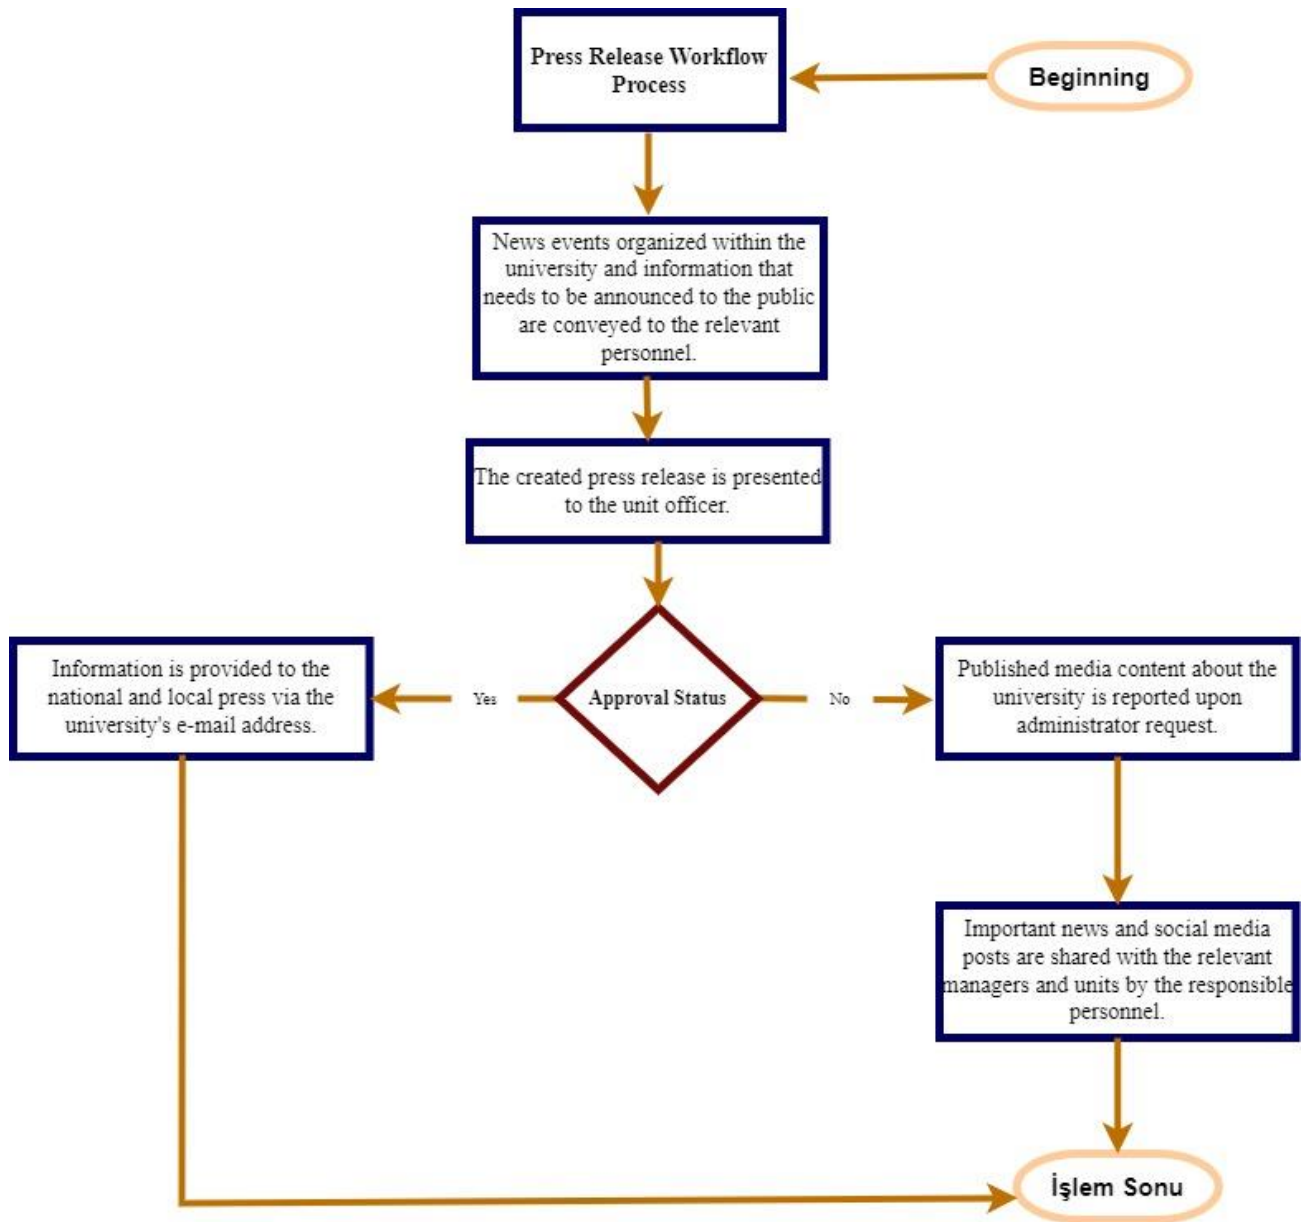 Press Release Workflow
Process
Beginning
News events organized within the
university and information that
needs to be announced to the public
are conveyed to the relevant
personnel.
The created press release is presented
to the unit officer.
Information is provided to the
national and local press via the
university's e-mail address.
Yes
Approval Status
No
Published media content about the
university is reported upon
administrator request.
Important news and social media
posts are shared with the relevant
managers and units by the responsible
personnel.
İşlem Sonu